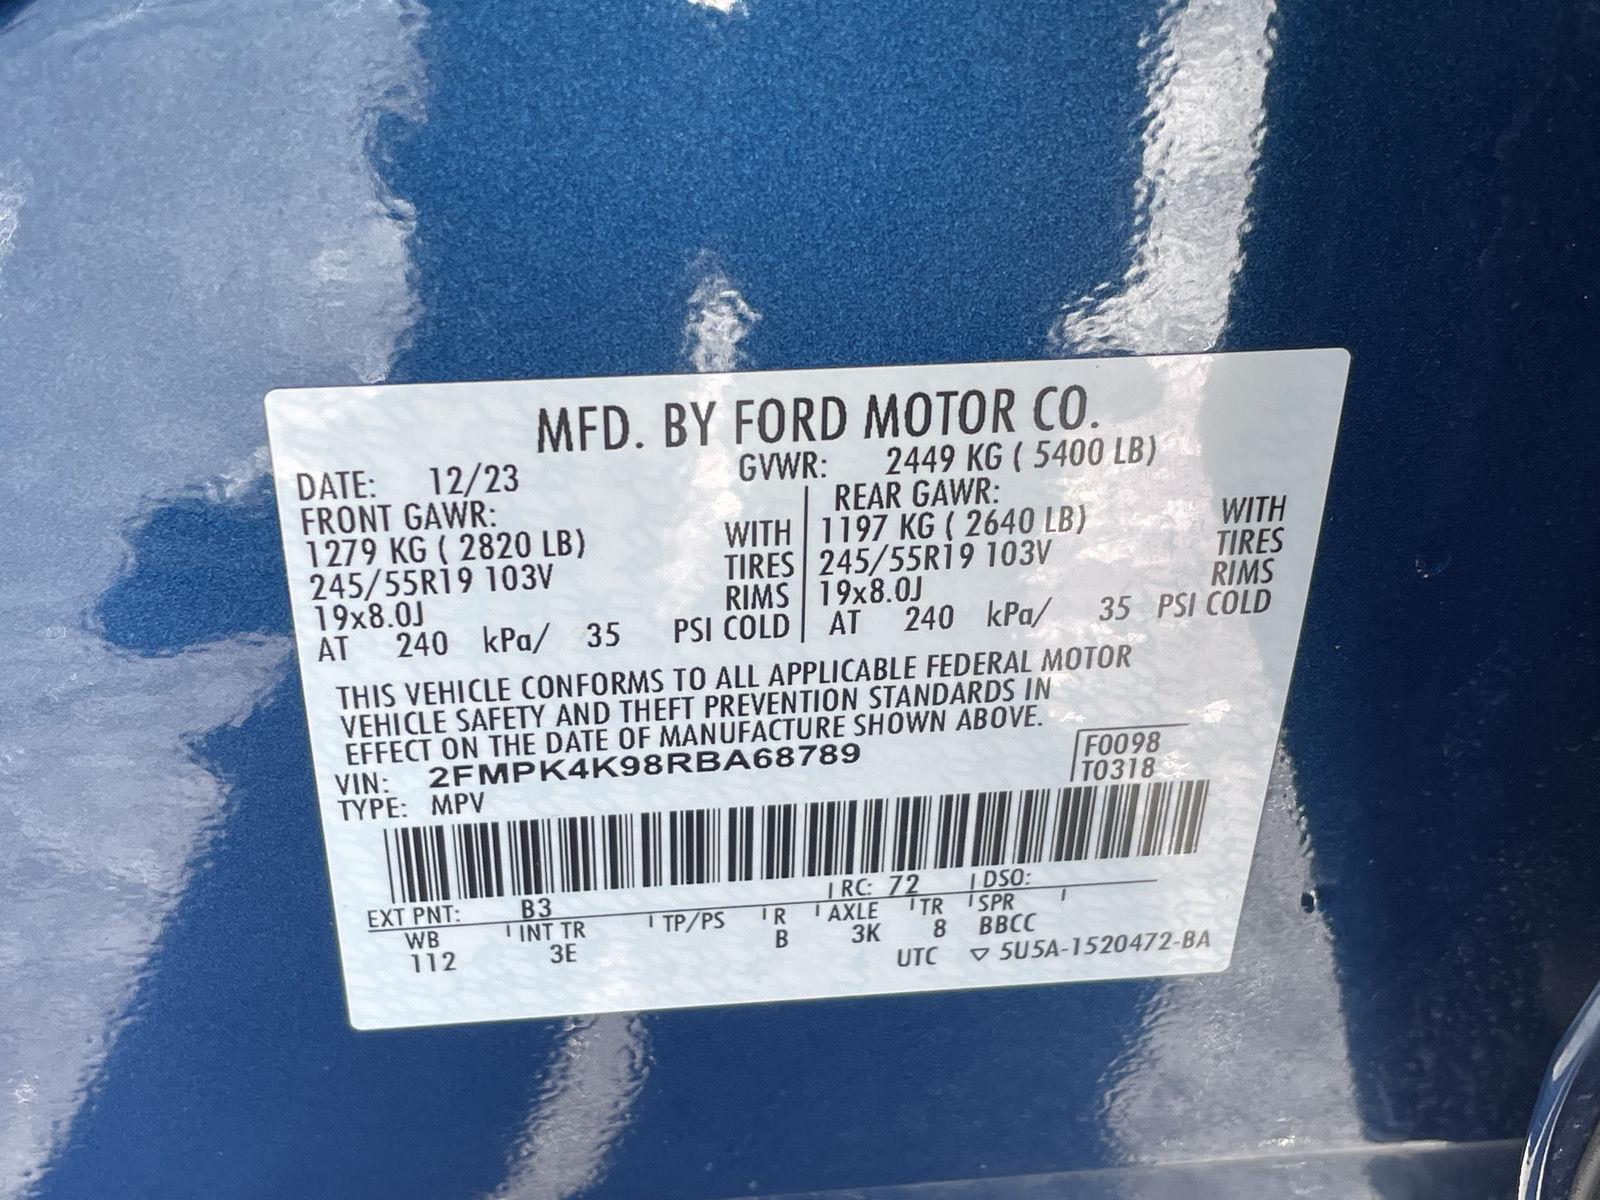 MFD. BY FORD MOTOR CO.
DATE: 12/23 GVWR: 2449 KG ( 5400 LB)
FRONT GAWR: REAR GAWR:
1279 KG ( 2820 LB) WITH 1197 KG ( 2640 LB) WITH
245/55R19 103V TIRES 245/55R19 103V TIRES
19x8.0J RIMS 19x8.0J RIMS
AT 240 kPa/ 35 PSI COLD AT 240 kPa/ 35 PSI COLD
THIS VEHICLE CONFORMS TO ALL APPLICABLE FEDERAL MOTOR
VEHICLE SAFETY AND THEFT PREVENTION STANDARDS IN
EFFECT ON THE DATE OF MANUFACTURE SHOWN ABOVE.
VIN: 2FMPK4K98RBA68789 F0098
TYPE: MPV T0318
EXT PNT: B3 RC: 72 DSO:
WB INT TR TP/PS R AXLE TR SPR
112 3E B 3K 8 BBCC
UTC ▽ 5U5A-1520472-BA